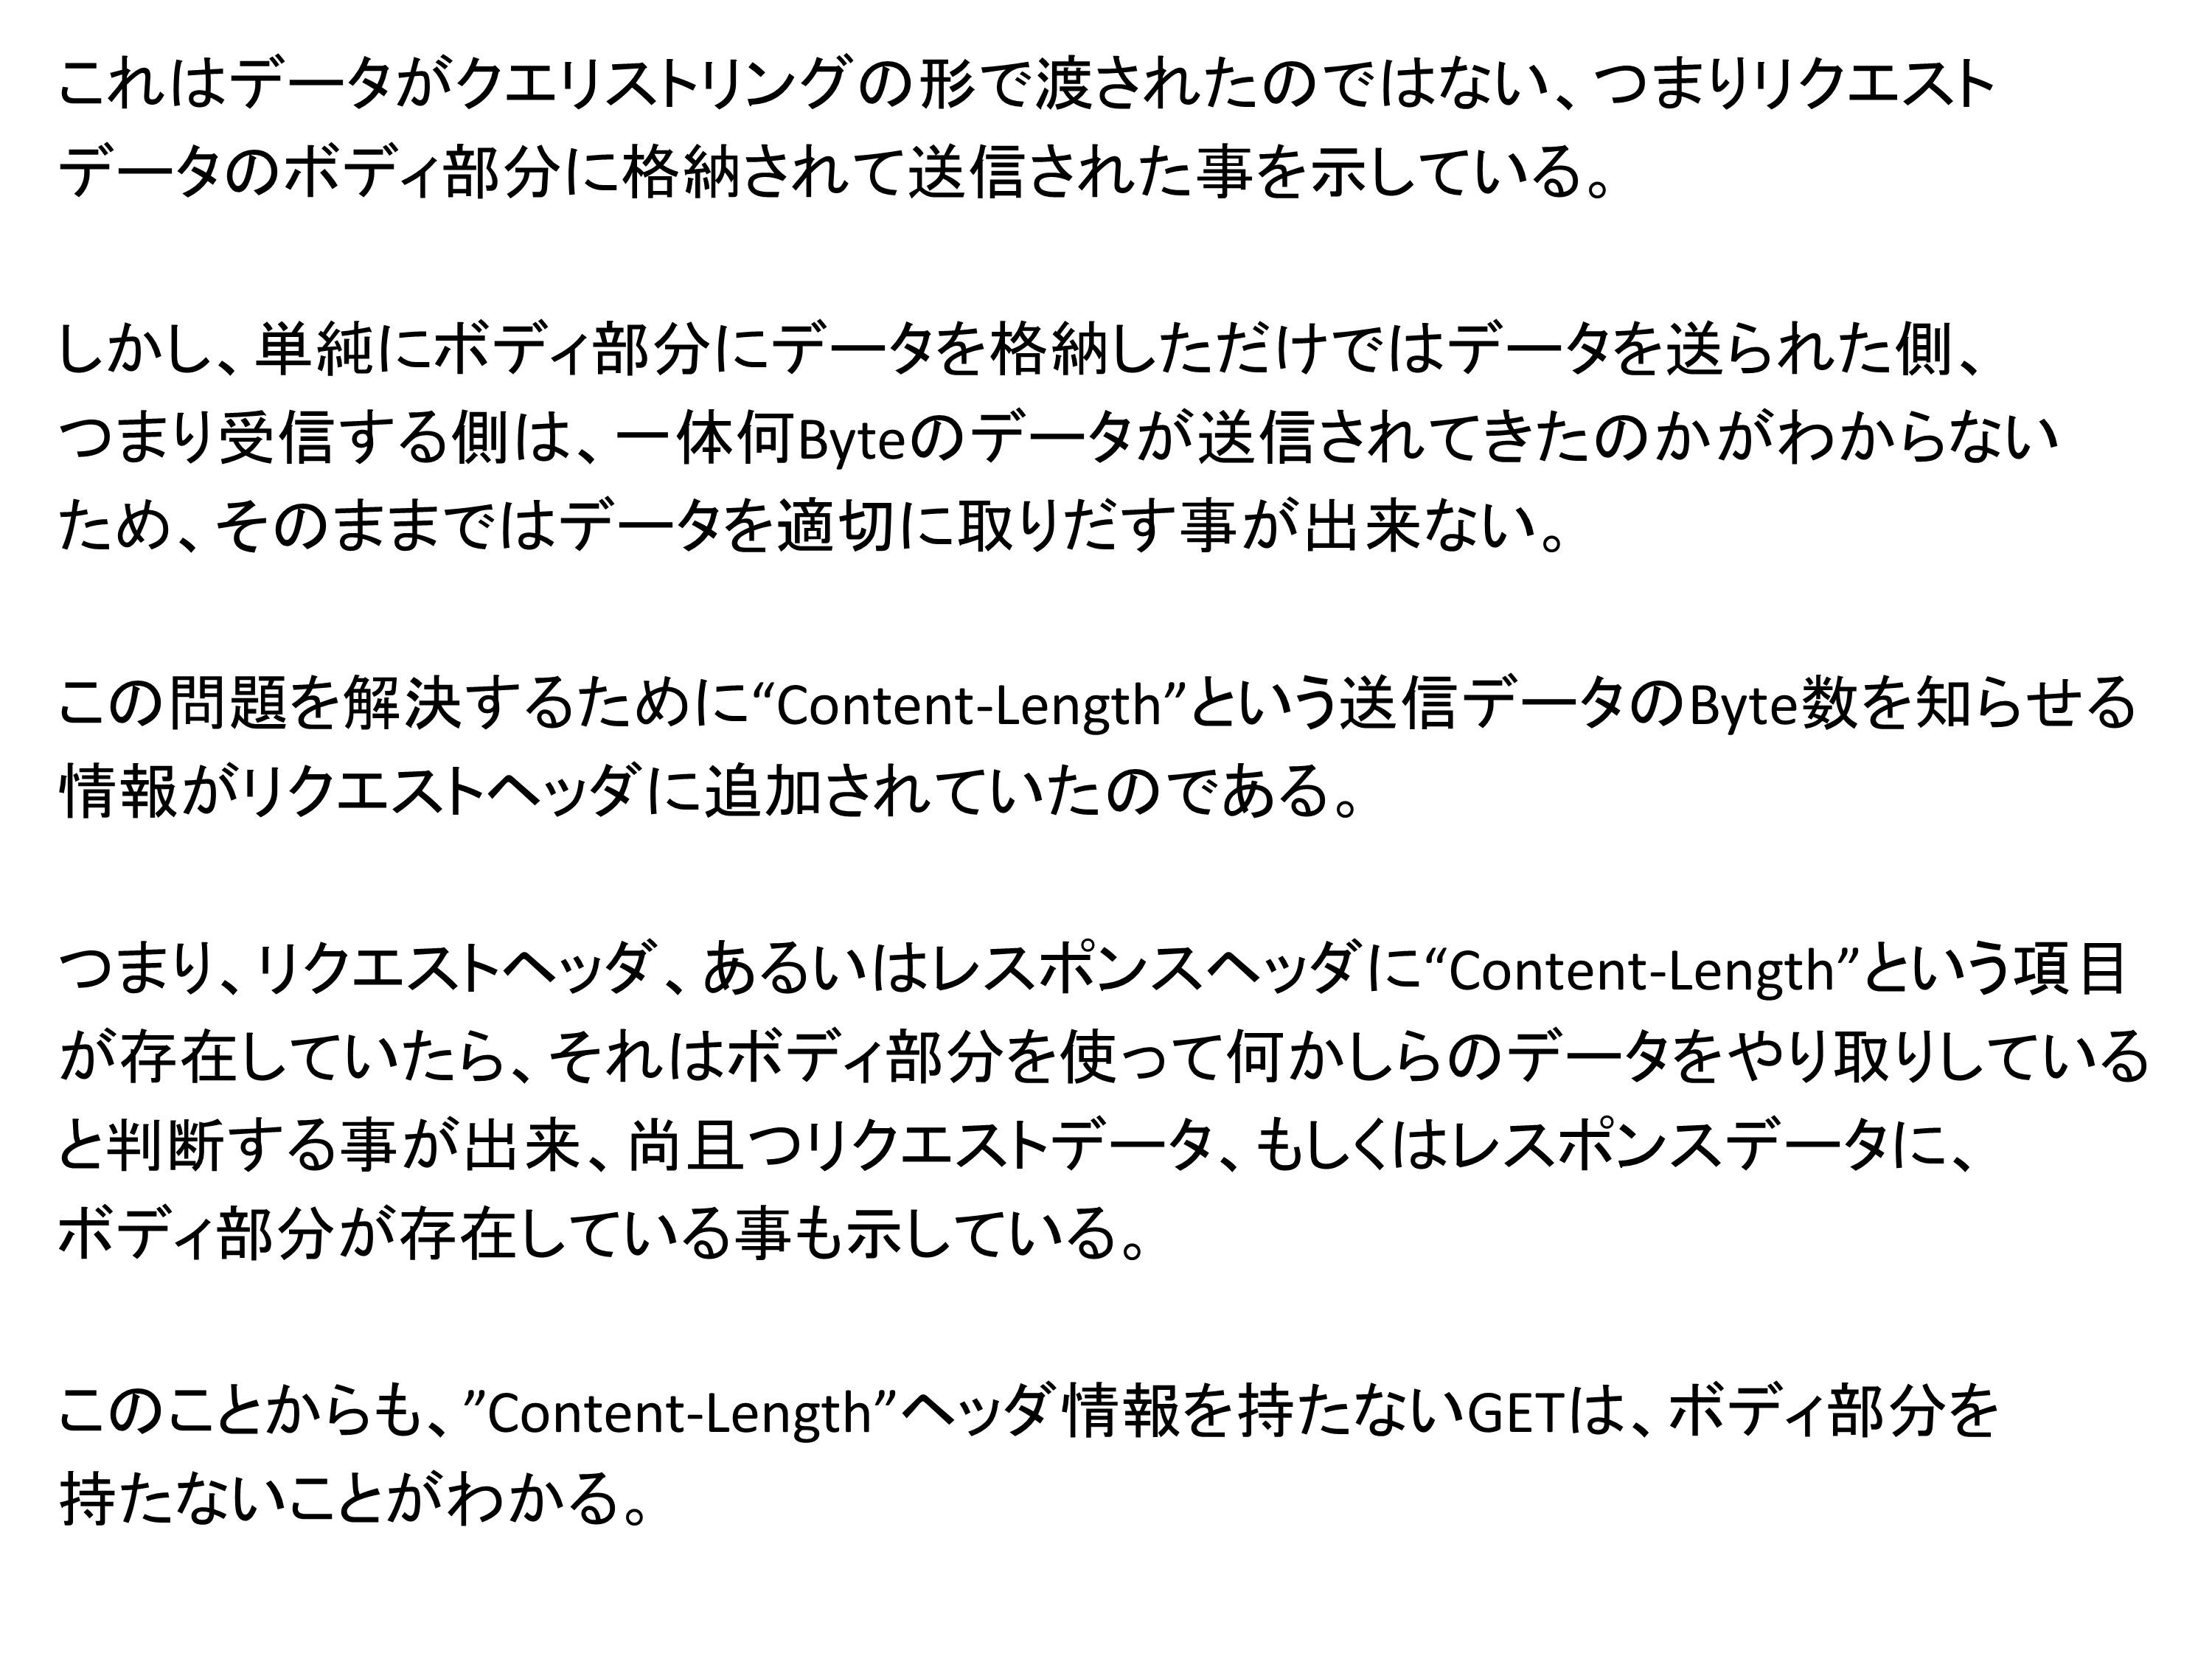 これはデータがクエリストリングの形で渡されたのではない、つまりリクエスト
データのボディ部分に格納されて送信された事を示している。
しかし、単純にボディ部分にデータを格納しただけではデータを送られた側、
つまり受信する側は、一体何Byteのデータが送信されてきたのかがわからない
ため、そのままではデータを適切に取りだす事が出来ない。
この問題を解決するために“Content-Length”という送信データのByte数を知らせる
情報がリクエストヘッダに追加されていたのである。
つまり、リクエストヘッダ、あるいはレスポンスヘッダに“Content-Length”という項目
が存在していたら、それはボディ部分を使って何かしらのデータをやり取りしている
と判断する事が出来、尚且つリクエストデータ、もしくはレスポンスデータに、
ボディ部分が存在している事も示している。
このことからも、”Content-Length”ヘッダ情報を持たないGETは、ボディ部分を
持たないことがわかる。